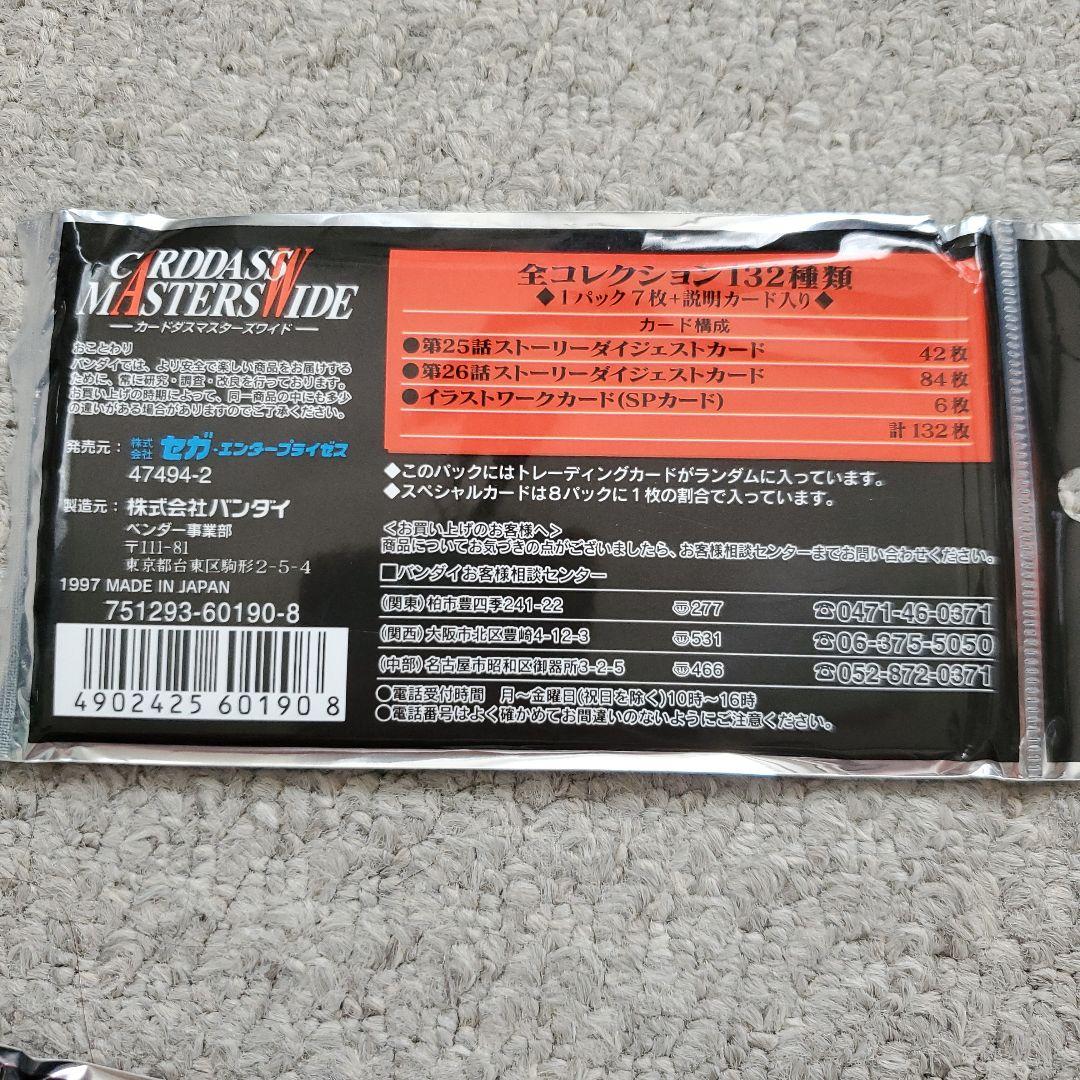 CARDDASS
MASTERS WIDE
カードダスマスターズワイド
おことわり
バンダイでは、より安全で楽しい商品をお届けする
ために、常に研究・調査・改良を行っております。
お買い上げの時期によって、同一商品の中にも多少
の違いがある場合がありますのでご了承ください。
発売元：株式会社 セガ・エンタープライゼス
47494-2
製造元：株式会社バンダイ
ベンダー事業部
〒111-81
東京都台東区駒形2-5-4
1997 MADE IN JAPAN
751293-60190-8
4902425601908
全コレクション132種類
◆1パック7枚+説明カード入り◆
カード構成
●第25話ストーリーダイジェストカード 42枚
●第26話ストーリーダイジェストカード 84枚
●イラストワークカード(SPカード) 6枚
計132枚
◆このパックにはトレーディングカードがランダムに入っています。
◆スペシャルカードは8パックに1枚の割合で入っています。
<お買い上げのお客様へ>
商品についてお気づきの点がございましたら、お客様相談センターまでお問い合わせください。
□バンダイお客様相談センター
(関東)柏市豊四季241-22 〠277 ☎0471-46-0371
(関西)大阪市北区豊崎4-12-3 〠531 ☎06-375-5050
(中部)名古屋市昭和区御器所3-2-5 〠466 ☎052-872-0371
○電話受付時間 月〜金曜日(祝日を除く)10時〜16時
○電話番号はよく確かめてお間違いのないようにご注意ください。